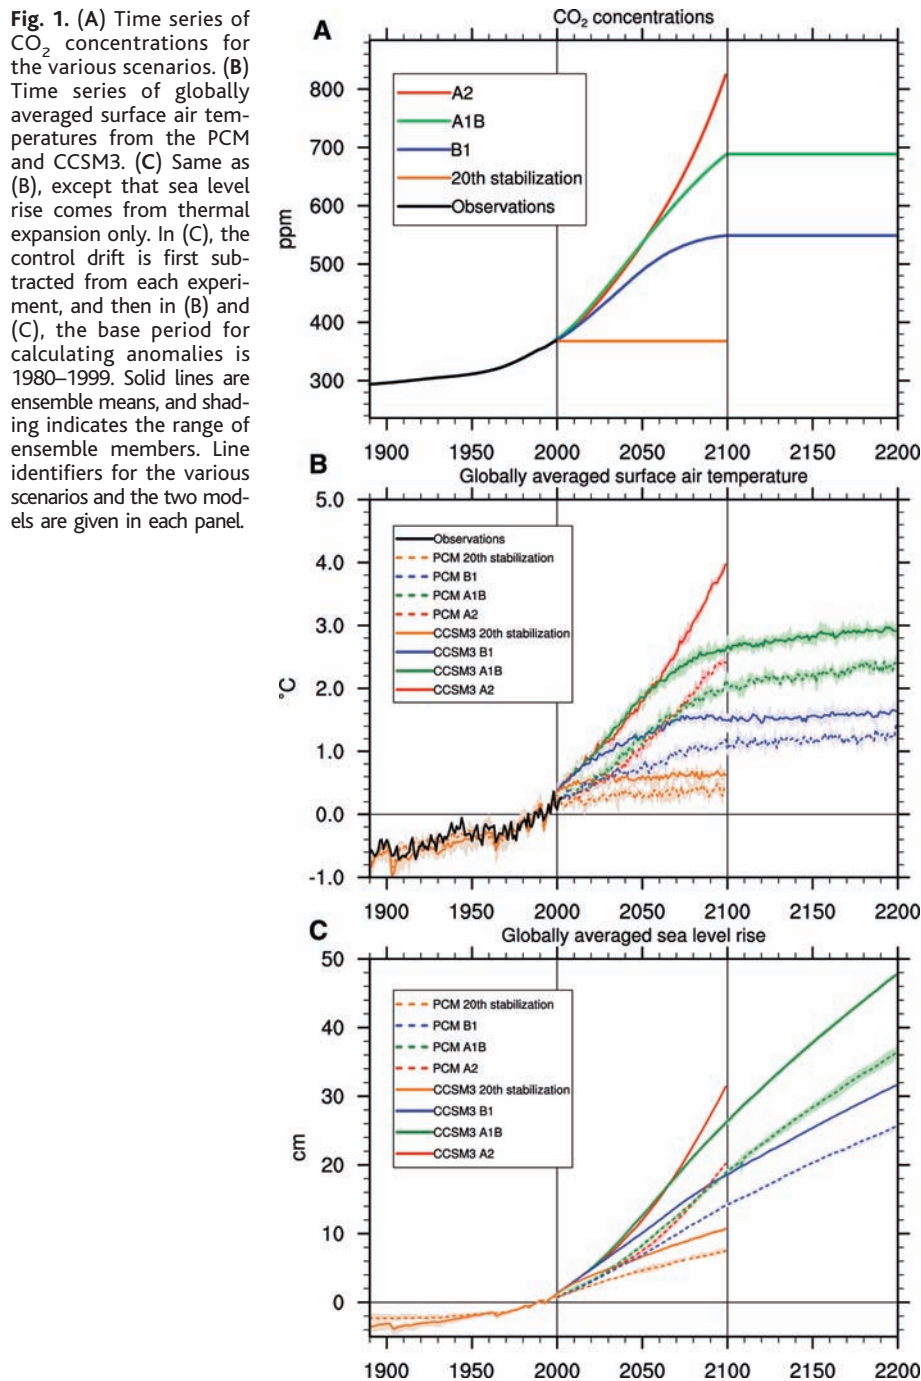 Fig. 1. (A) Time series of
CO2 concentrations for
the various scenarios. (B)
Time series of globally
averaged surface air tem-
peratures from the PCM
and CCSM3. (C) Same as
(B), except that sea level
rise comes from thermal
expansion only. In (C), the
control drift is first sub-
tracted from each experi-
ment, and then in (B) and
(C), the base period for
calculating anomalies is
1980–1999. Solid lines are
ensemble means, and shad-
ing indicates the range of
ensemble members. Line
identifiers for the various
scenarios and the two mod-
els are given in each panel.
A
CO2 concentrations
800
700
600
500
400
300
ppm
A2
A1B
B1
20th stabilization
Observations
1900 1950 2000 2050 2100 2150 2200
B
Globally averaged surface air temperature
5.0
4.0
3.0
2.0
1.0
0.0
-1.0
°C
Observations
PCM 20th stabilization
PCM B1
PCM A1B
PCM A2
CCSM3 20th stabilization
CCSM3 B1
CCSM3 A1B
CCSM3 A2
1900 1950 2000 2050 2100 2150 2200
C
Globally averaged sea level rise
50
40
30
20
10
0
cm
PCM 20th stabilization
PCM B1
PCM A1B
PCM A2
CCSM3 20th stabilization
CCSM3 B1
CCSM3 A1B
CCSM3 A2
1900 1950 2000 2050 2100 2150 2200